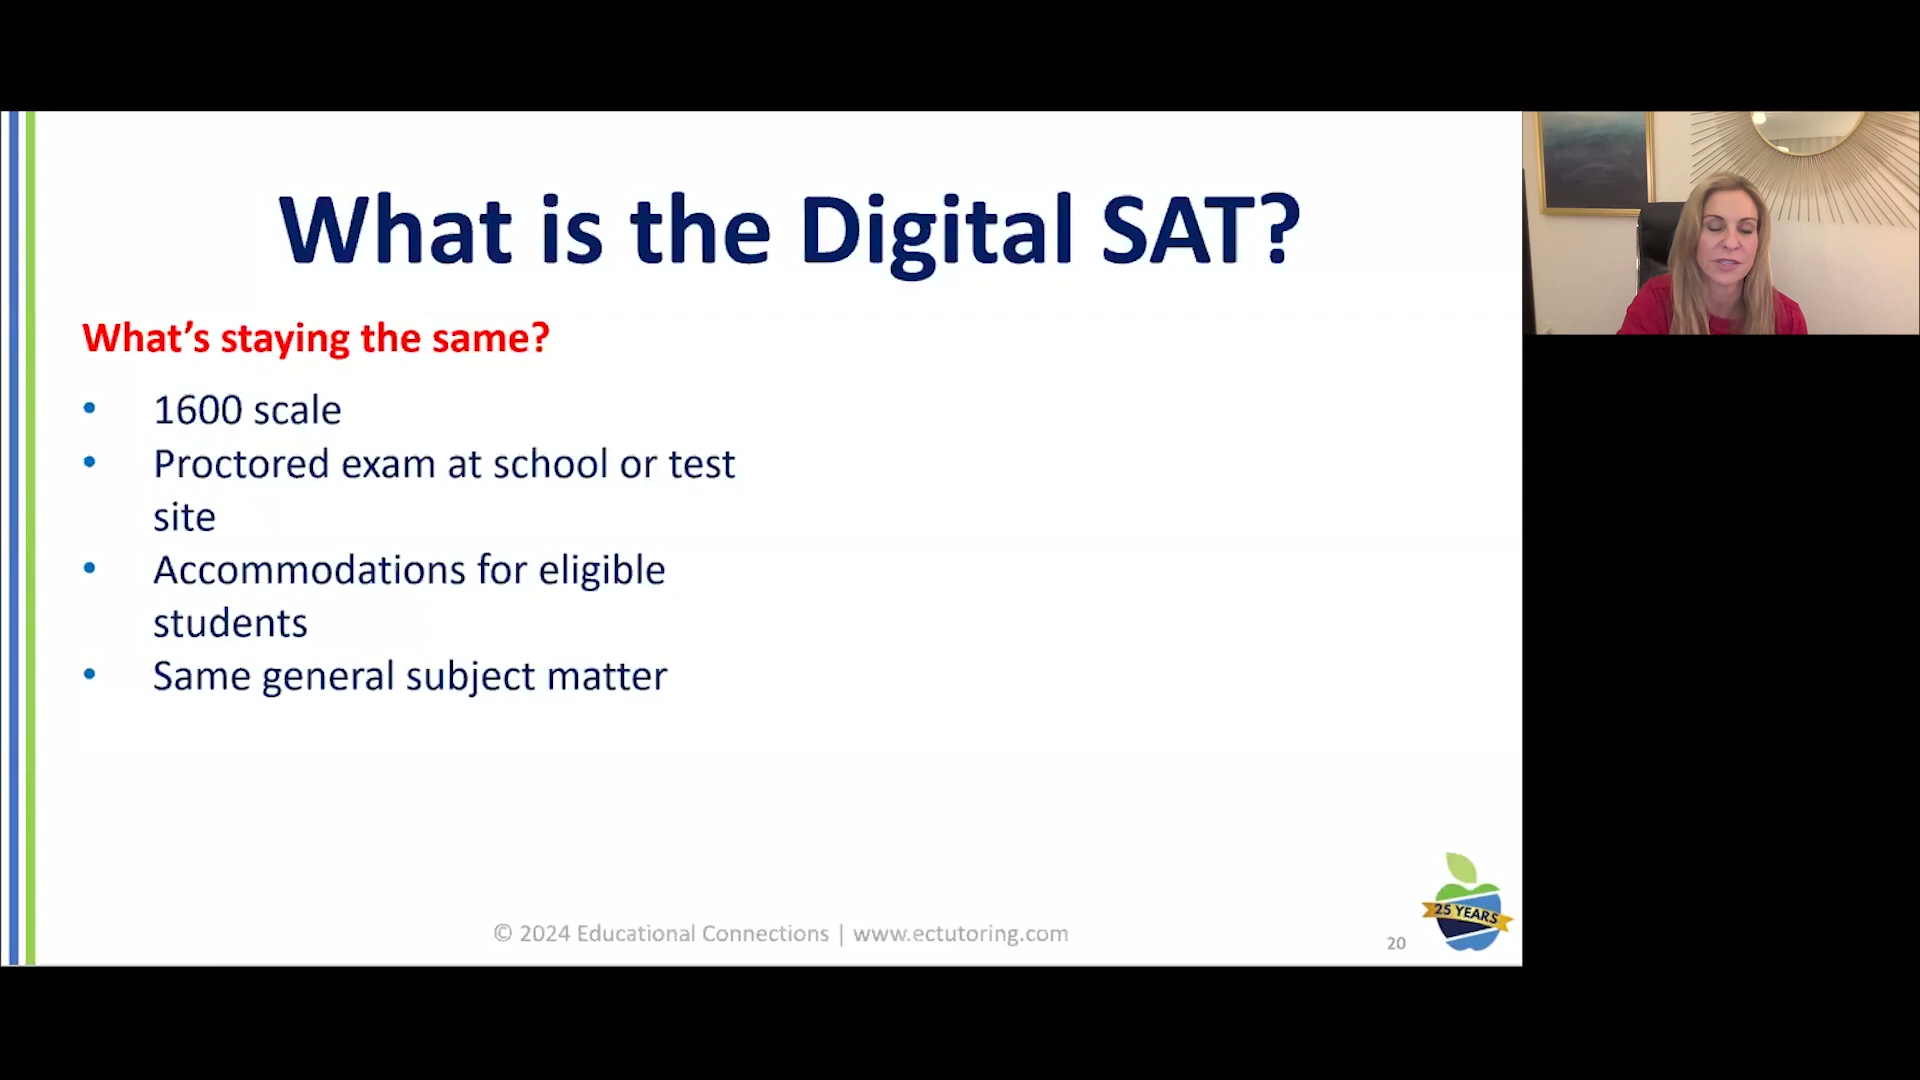 What is the Digital SAT?
What's staying the same?
• 1600 scale
• Proctored exam at school or test
site
• Accommodations for eligible
students
• Same general subject matter
25 YEARS
© 2024 Educational Connections | www.ectutoring.com
20